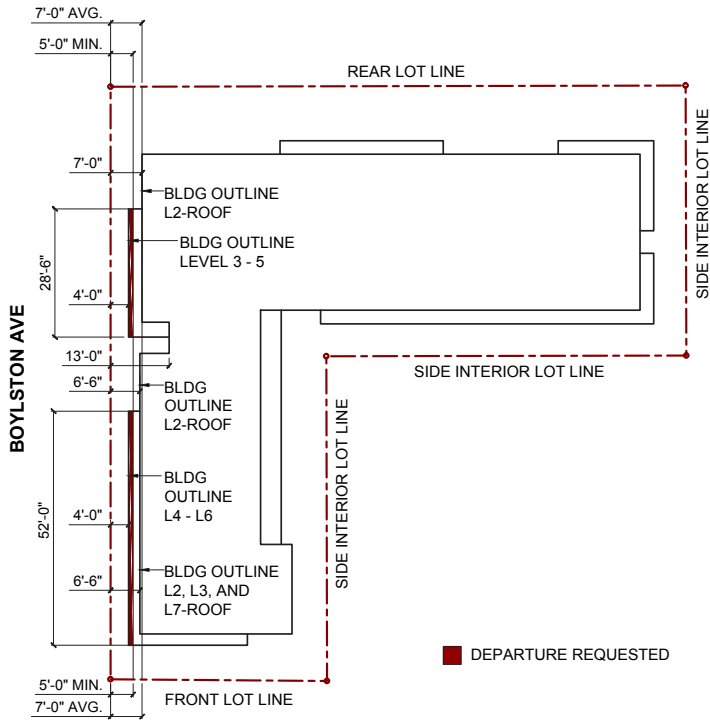 7'-0" AVG.
5'-0" MIN.
REAR LOT LINE
7'-0"
BLDG OUTLINE
L2-ROOF
BLDG OUTLINE
LEVEL 3 - 5
28'-6"
4'-0"
SIDE INTERIOR LOT LINE
BOYLSTON AVE
13'-0"
6'-6"
SIDE INTERIOR LOT LINE
BLDG
OUTLINE
L2-ROOF
BLDG
OUTLINE
L4 - L6
52'-0"
4'-0"
SIDE INTERIOR LOT LINE
6'-6"
BLDG OUTLINE
L2, L3, AND
L7-ROOF
DEPARTURE REQUESTED
5'-0" MIN.
FRONT LOT LINE
7'-0" AVG.